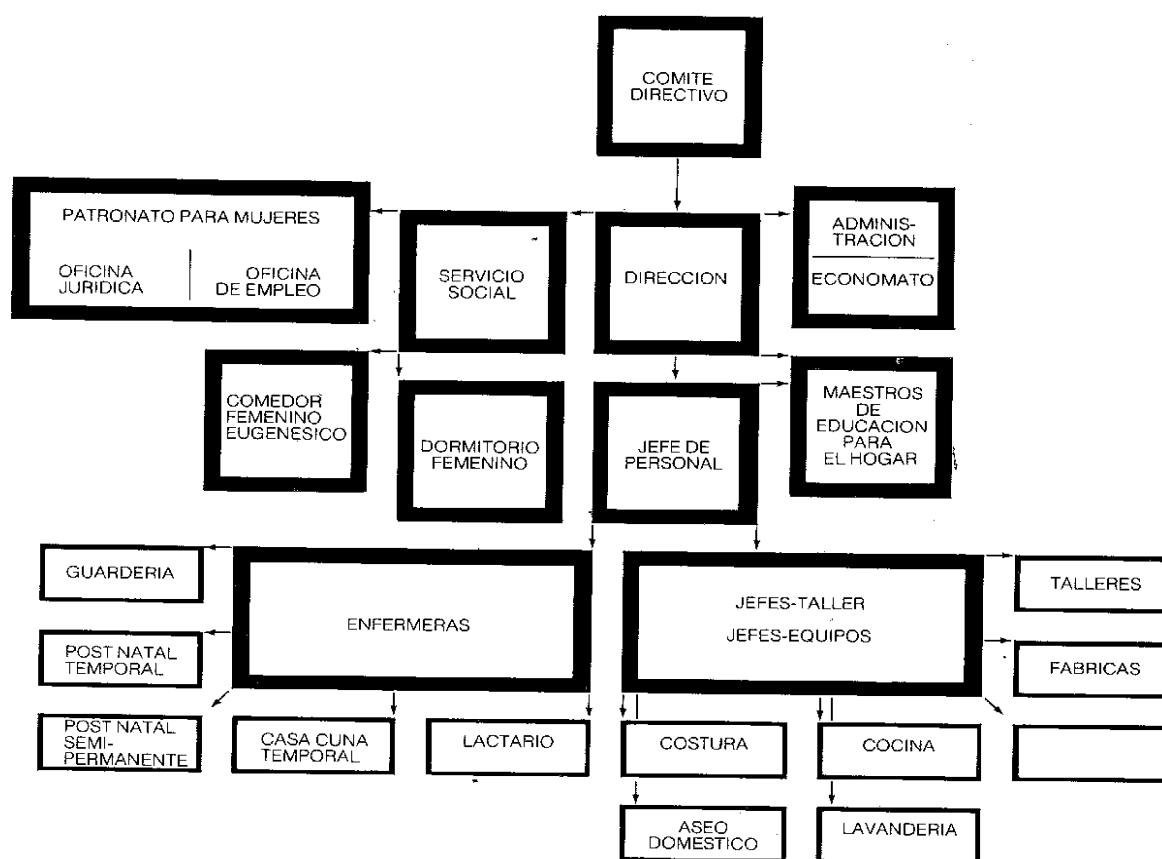 COMITE
DIRECTIVO
PATRONATO PARA MUJERES
OFICINA
JURIDICA
OFICINA
DE EMPLEO
SERVICIO
SOCIAL
DIRECCION
ADMINIS-
TRACION
ECONOMATO
COMEDOR
FEMENINO
EUGENESICO
DORMITORIO
FEMENINO
JEFE DE
PERSONAL
MAESTROS
DE
EDUCACION
PARA
EL HOGAR
GUARDERIA
ENFERMERAS
JEFES-TALLER
JEFES-EQUIPOS
TALLERES
POST NATAL
TEMPORAL
FABRICAS
POST NATAL
SEMI-
PERMANENTE
CASA CUNA
TEMPORAL
LACTARIO
COSTURA
COCINA
ASEO
DOMESTICO
LAVANDERIA